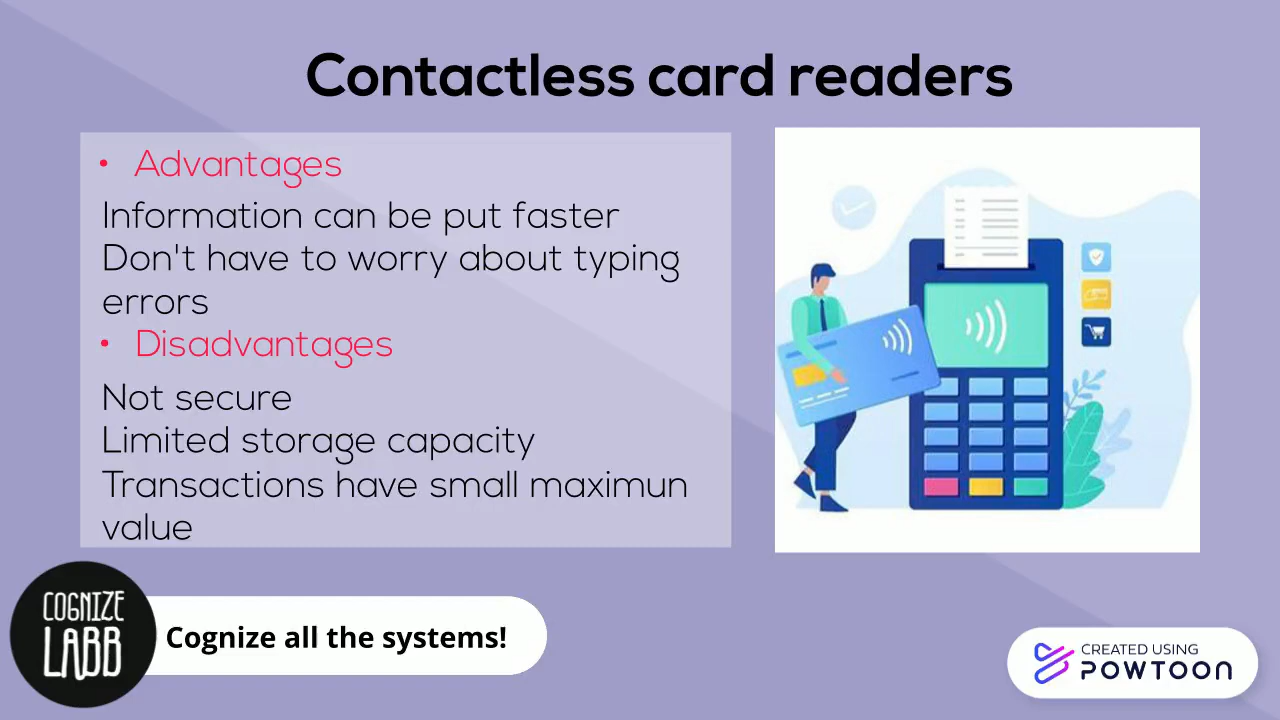 Contactless card readers
• Advantages
Information can be put faster
Don't have to worry about typing
errors
• Disadvantages
Not secure
Limited storage capacity
Transactions have small maximun
value
COGNIZE
LABB
Cognize all the systems!
CREATED USING
POWTOON